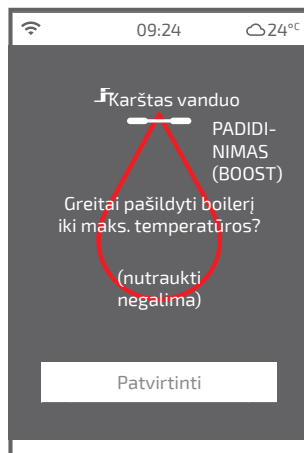 09:24 24°C
Karštas vanduo
PADIDI-
NIMAS
(BOOST)
Greitai pašildyti boilerį
iki maks. temperatūros?
(nutraukti
negalima)
Patvirtinti